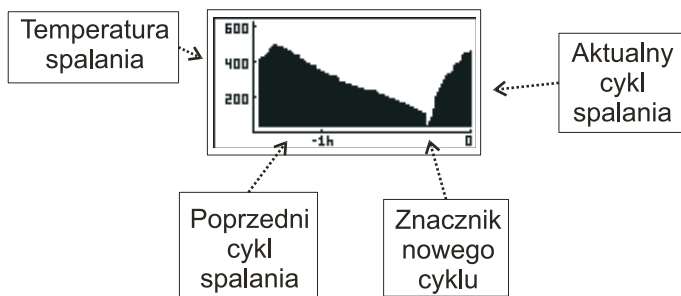 Temperatura
spalania
600
400
200
-1h
0
Aktualny
cykl
spalania
Poprzedni
cykl
spalania
Znacznik
nowego
cyklu